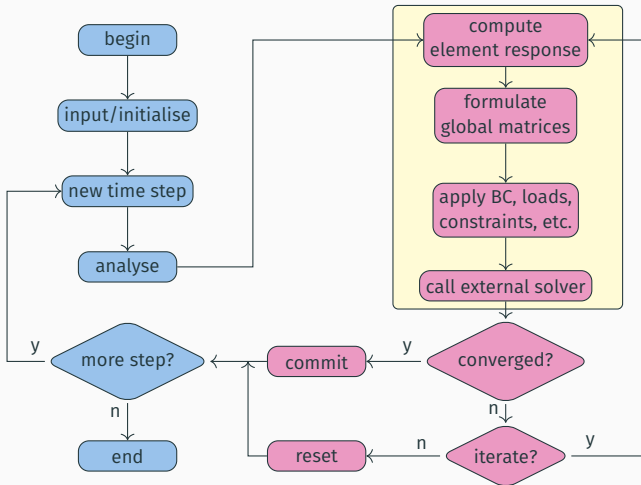 begin
input/initialise
new time step
analyse
compute
element response
formulate
global matrices
apply BC, loads,
constraints, etc.
call external solver
converged?
y
n
commit
more step?
y
n
end
iterate?
y
n
reset